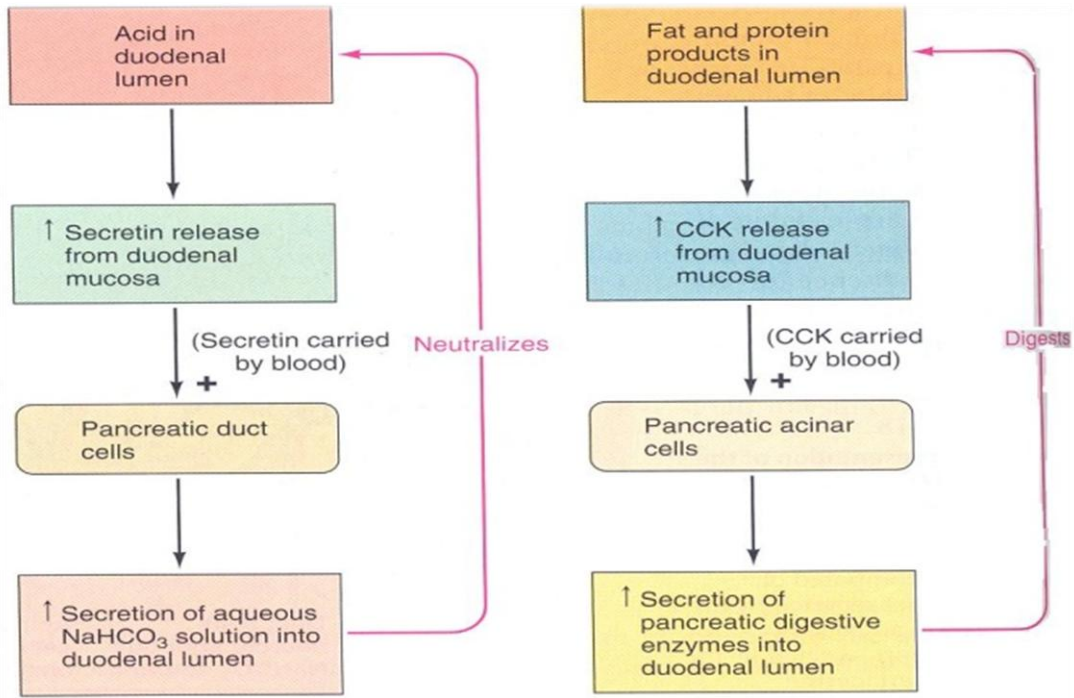 Acid in
duodenal
lumen
↑ Secretin release
from duodenal
mucosa
(Secretin carried
by blood)
+
Neutralizes
Pancreatic duct
cells
↑ Secretion of aqueous
NaHCO₃ solution into
duodenal lumen
Fat and protein
products in
duodenal lumen
↑ CCK release
from duodenal
mucosa
(CCK carried
by blood)
+
Digests
Pancreatic acinar
cells
↑ Secretion of
pancreatic digestive
enzymes into
duodenal lumen